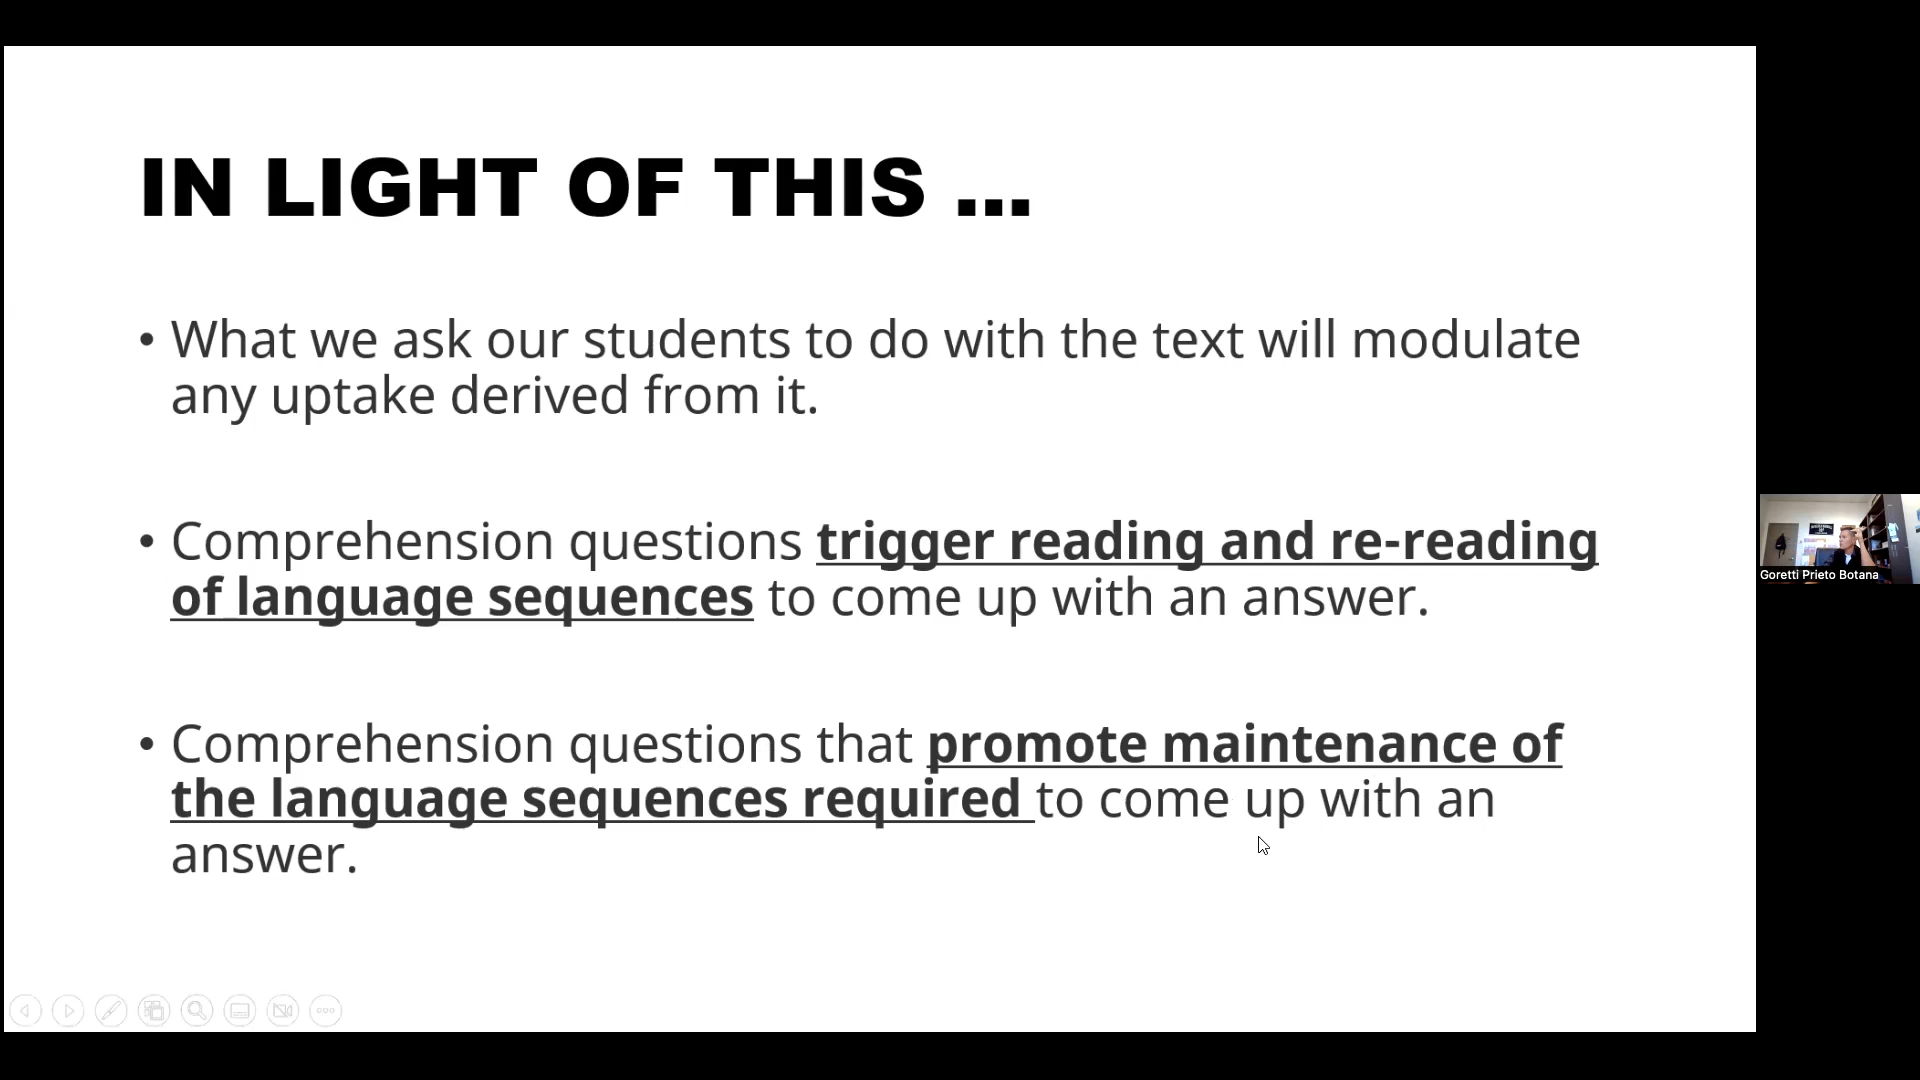 IN LIGHT OF THIS ...
• What we ask our students to do with the text will modulate
any uptake derived from it.
• Comprehension questions trigger reading and re-reading
of language sequences to come up with an answer.
• Comprehension questions that promote maintenance of
the language sequences required to come up with an
answer.
Goretti Prieto Botana